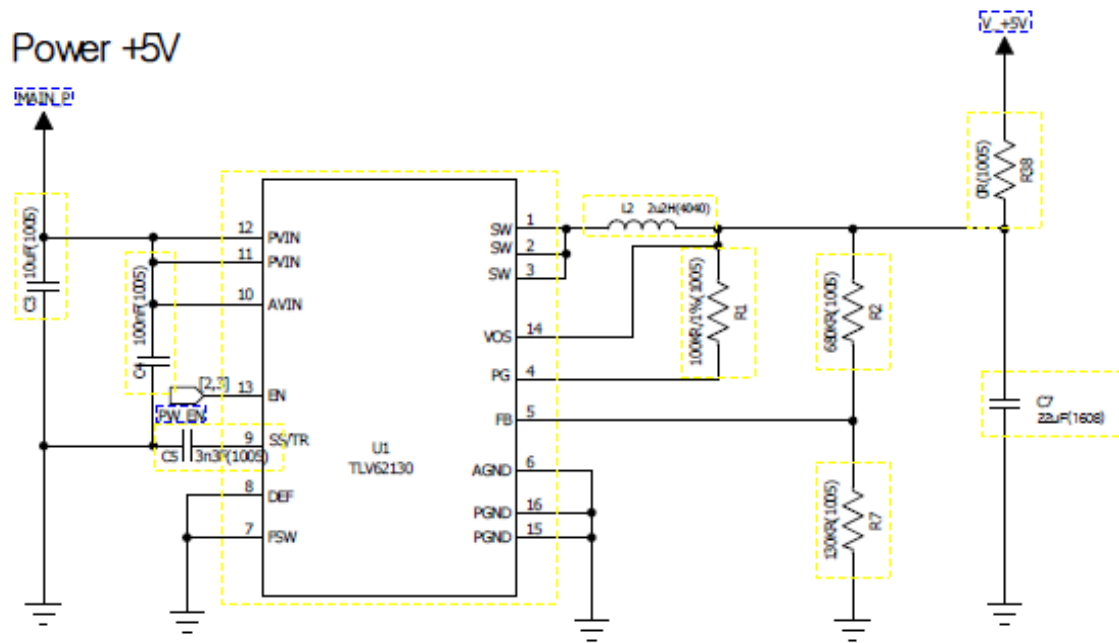 Power +5V
V_+5V
MAIN_P
0R(1005)
R38
C3
10uF(1005)
C4
100nF(1005)
12
PVIN
11
PVIN
10
AVIN
[2,3]
13
EN
PW_EN
9
SS/TR
C5
3n3F(1005)
8
DEF
7
FSW
U1
TLV62130
SW
1
SW
2
SW
3
VOS
14
PG
4
FB
5
AGND
6
PGND
16
PGND
15
L2
2u2H(4040)
100KR/1%(1005)
R1
680KR(1005)
R2
130KR(1005)
R7
C7
22uF(1608)